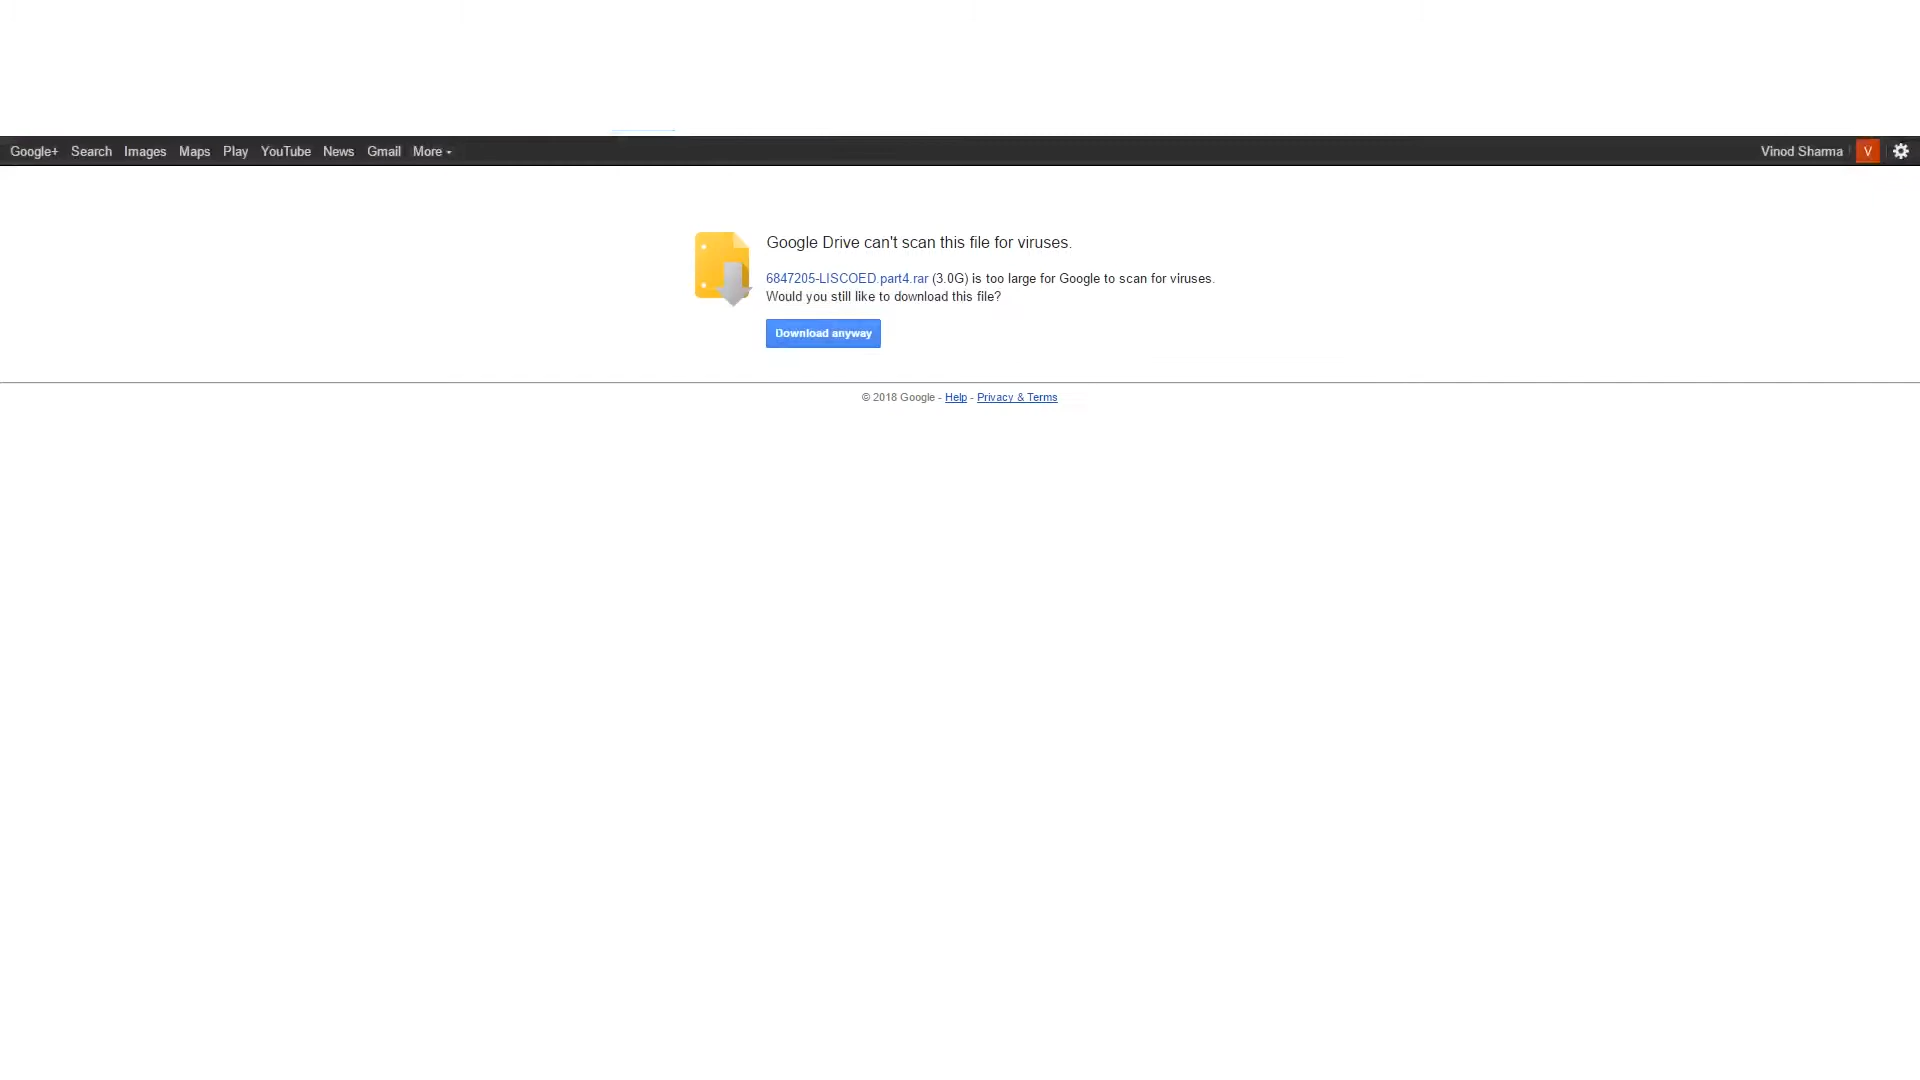 Google+ Search Images Maps Play YouTube News Gmail More
Vinod Sharma V
Google Drive can't scan this file for viruses.
6847205-LISCOED.part4.rar (3.0G) is too large for Google to scan for viruses.
Would you still like to download this file?
Download anyway
© 2018 Google - Help - Privacy & Terms